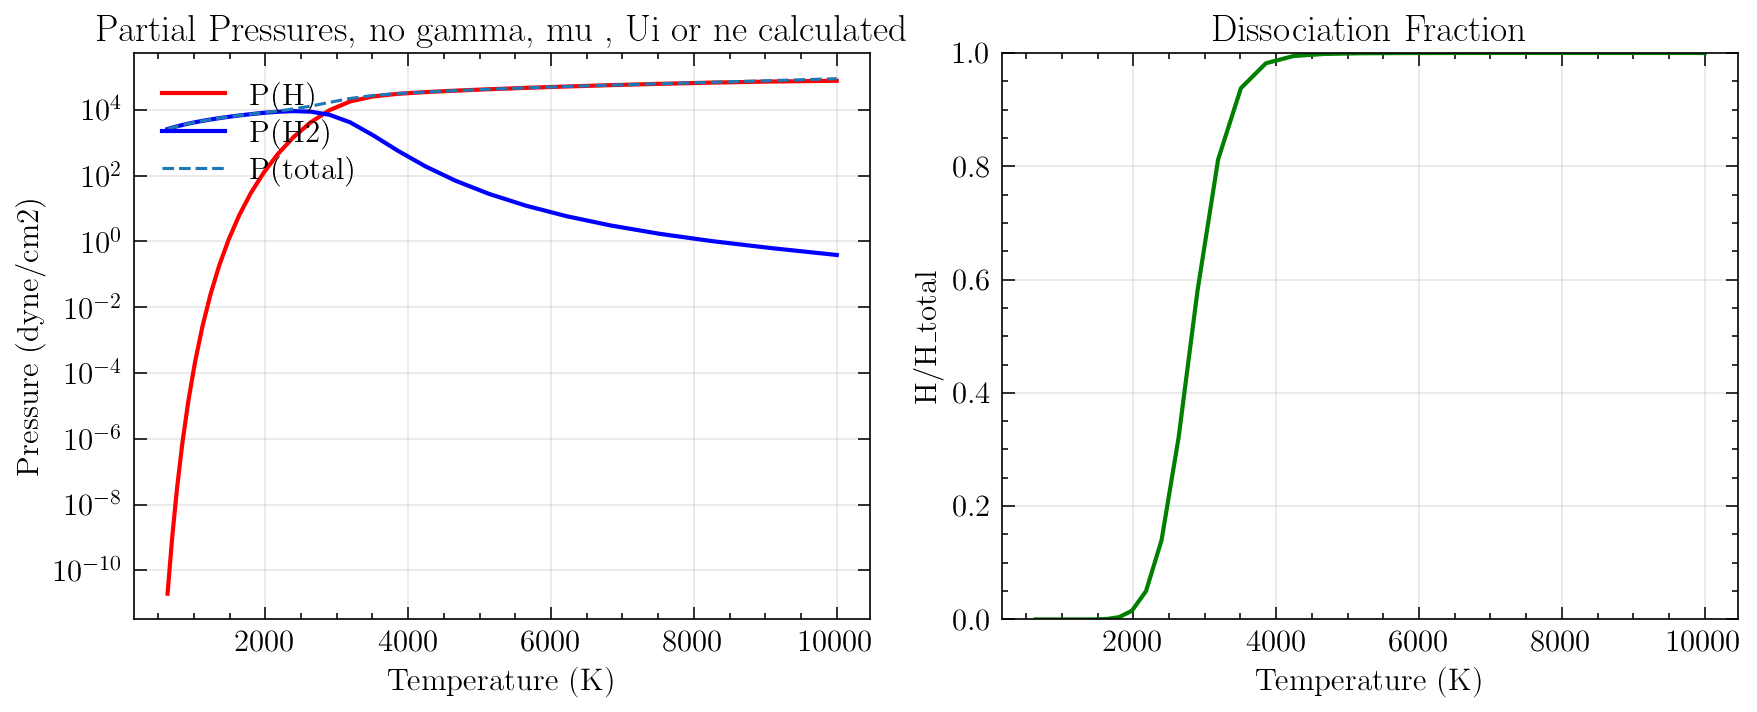 Partial Pressures, no gamma, mu , Ui or ne calculated
P(H)
P(H2)
P(total)
10^4
10^2
10^0
10^-2
10^-4
10^-6
10^-8
10^-10
Pressure (dyne/cm2)
2000 4000 6000 8000 10000
Temperature (K)
Dissociation Fraction
1.0
0.8
0.6
0.4
0.2
0.0
H/H_total
2000 4000 6000 8000 10000
Temperature (K)